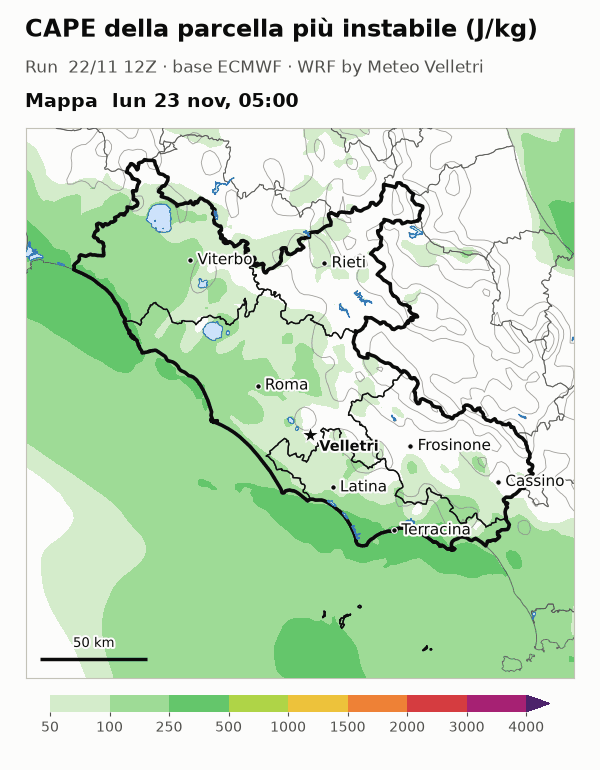 CAPE della parcella più instabile (J/kg)
Run  22/11 12Z · base ECMWF · WRF by Meteo Velletri
Mappa  lun 23 nov, 05:00
Viterbo
Rieti
Roma
Velletri
Frosinone
Cassino
Latina
Terracina
50 km
50 100 250 500 1000 1500 2000 3000 4000